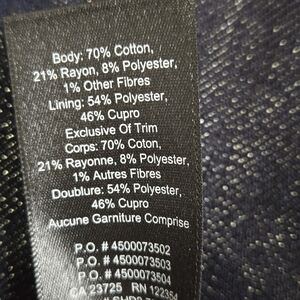 Body: 70% Cotton,
21% Rayon, 8% Polyester,
1% Other Fibres
Lining: 54% Polyester,
46% Cupro
Exclusive Of Trim
Corps: 70% Coton,
21% Rayonne, 8% Polyester,
1% Autres Fibres
Doublure: 54% Polyester,
46% Cupro
Aucune Garniture Comprise
P.O. # 4500073502
P.O. # 4500073503
P.O. # 4500073504
CA 23725 RN 122354